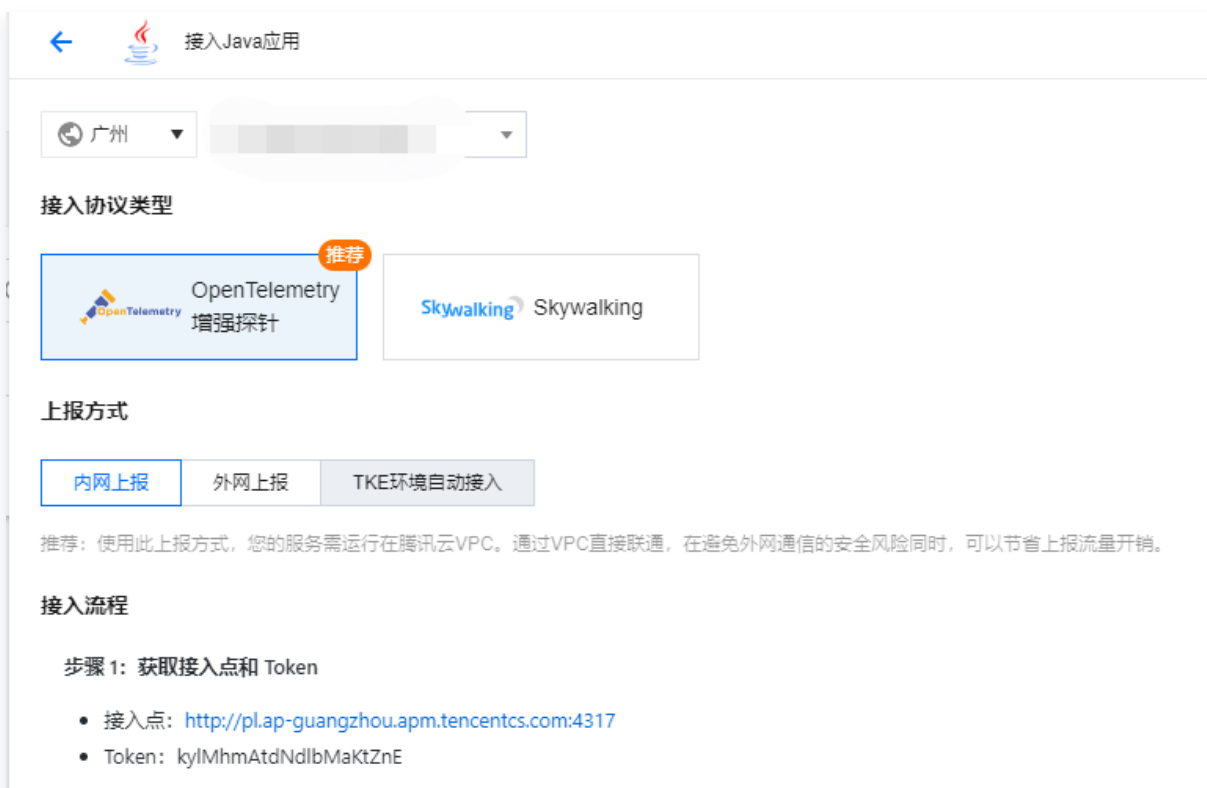 接入Java应用
广州
接入协议类型
推荐
OpenTelemetry
OpenTelemetry
增强探针
Skywalking
Skywalking
上报方式
内网上报
外网上报
TKE环境自动接入
推荐：使用此上报方式，您的服务需运行在腾讯云VPC。通过VPC直接联通，在避免外网通信的安全风险同时，可以节省上报流量开销。
接入流程
步骤 1：获取接入点和 Token
接入点：http://pl.ap-guangzhou.apm.tencentcs.com:4317
Token：kylMhmAtdNdlbMaKtZnE